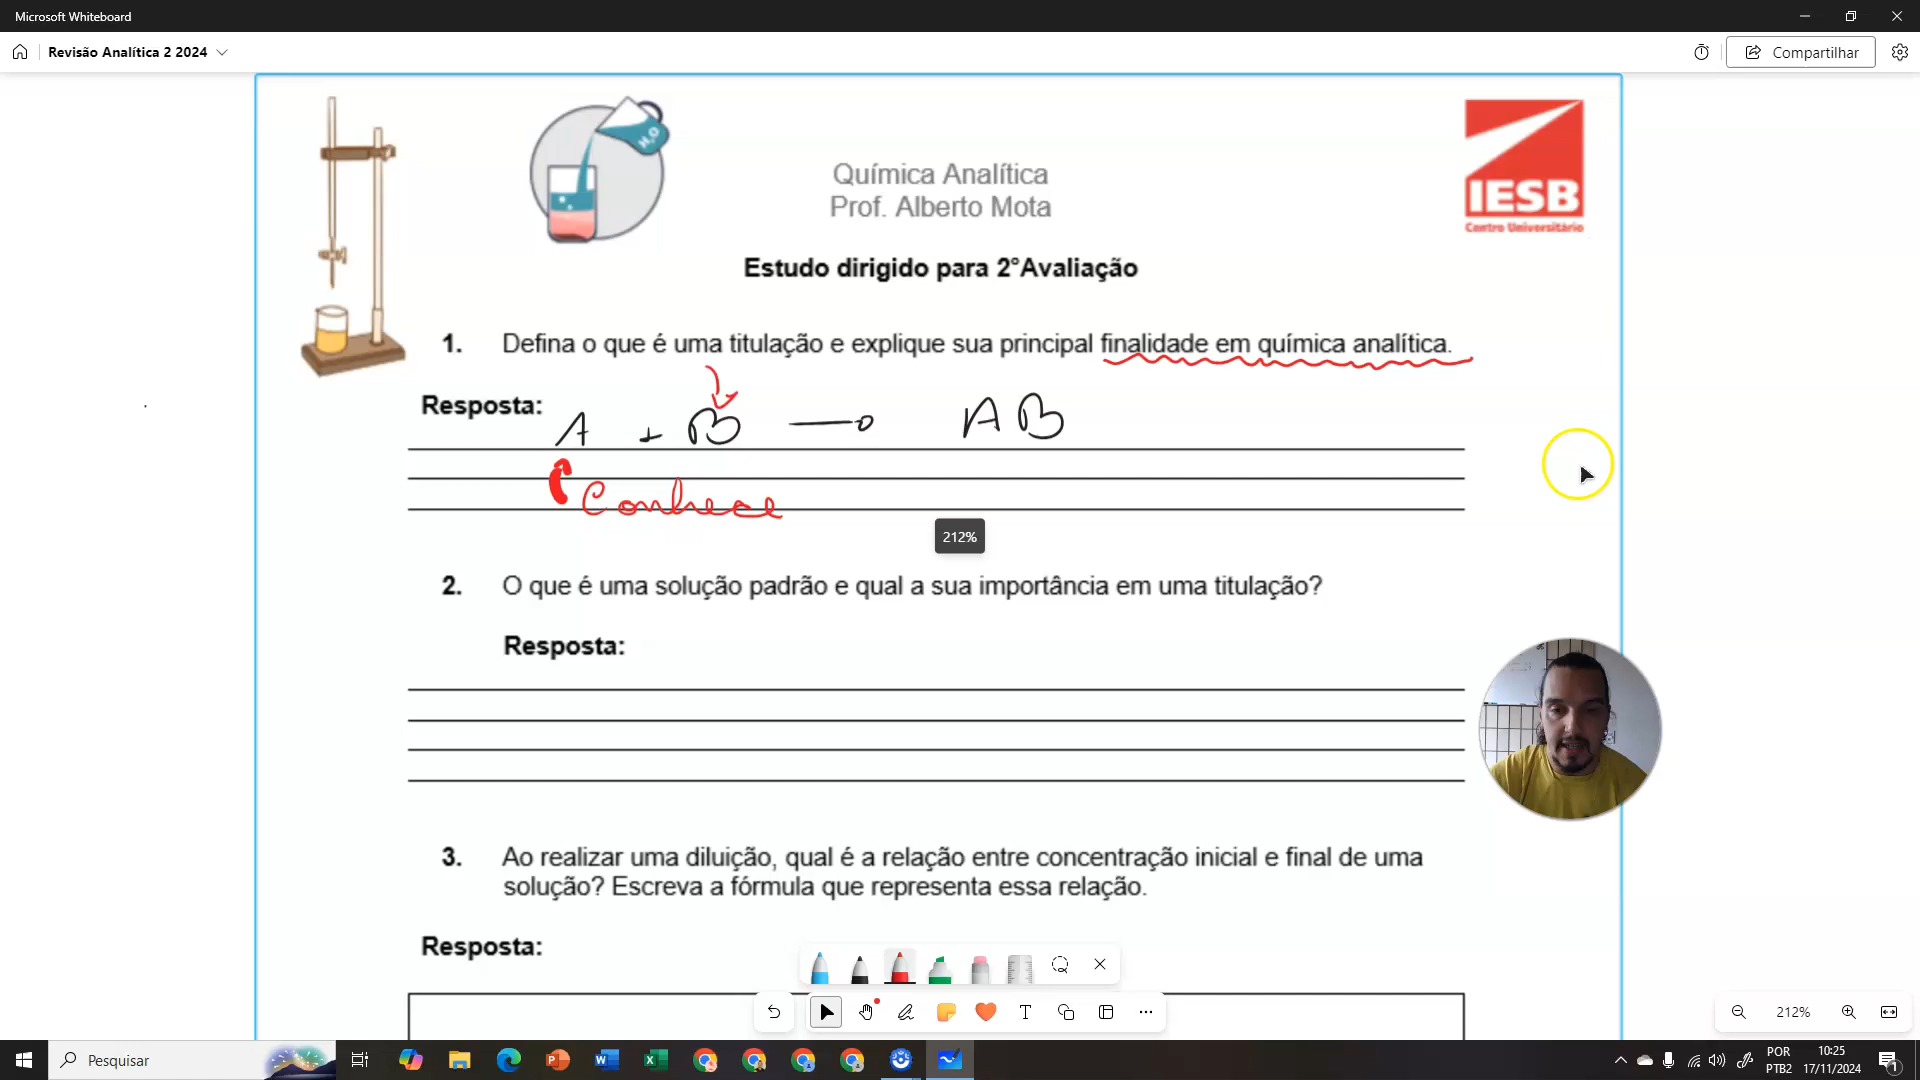 Microsoft Whiteboard
Revisão Analítica 2 2024
Compartilhar
H₂O
Química Analítica
Prof. Alberto Mota
IESB
Centro Universitário
Estudo dirigido para 2°Avaliação
1. Defina o que é uma titulação e explique sua principal finalidade em química analítica.
Resposta:
A + B → AB
Conhece
212%
2. O que é uma solução padrão e qual a sua importância em uma titulação?
Resposta:
3. Ao realizar uma diluição, qual é a relação entre concentração inicial e final de uma
solução? Escreva a fórmula que representa essa relação.
Resposta:
212%
Pesquisar
POR
PTB2
10:25
17/11/2024
1